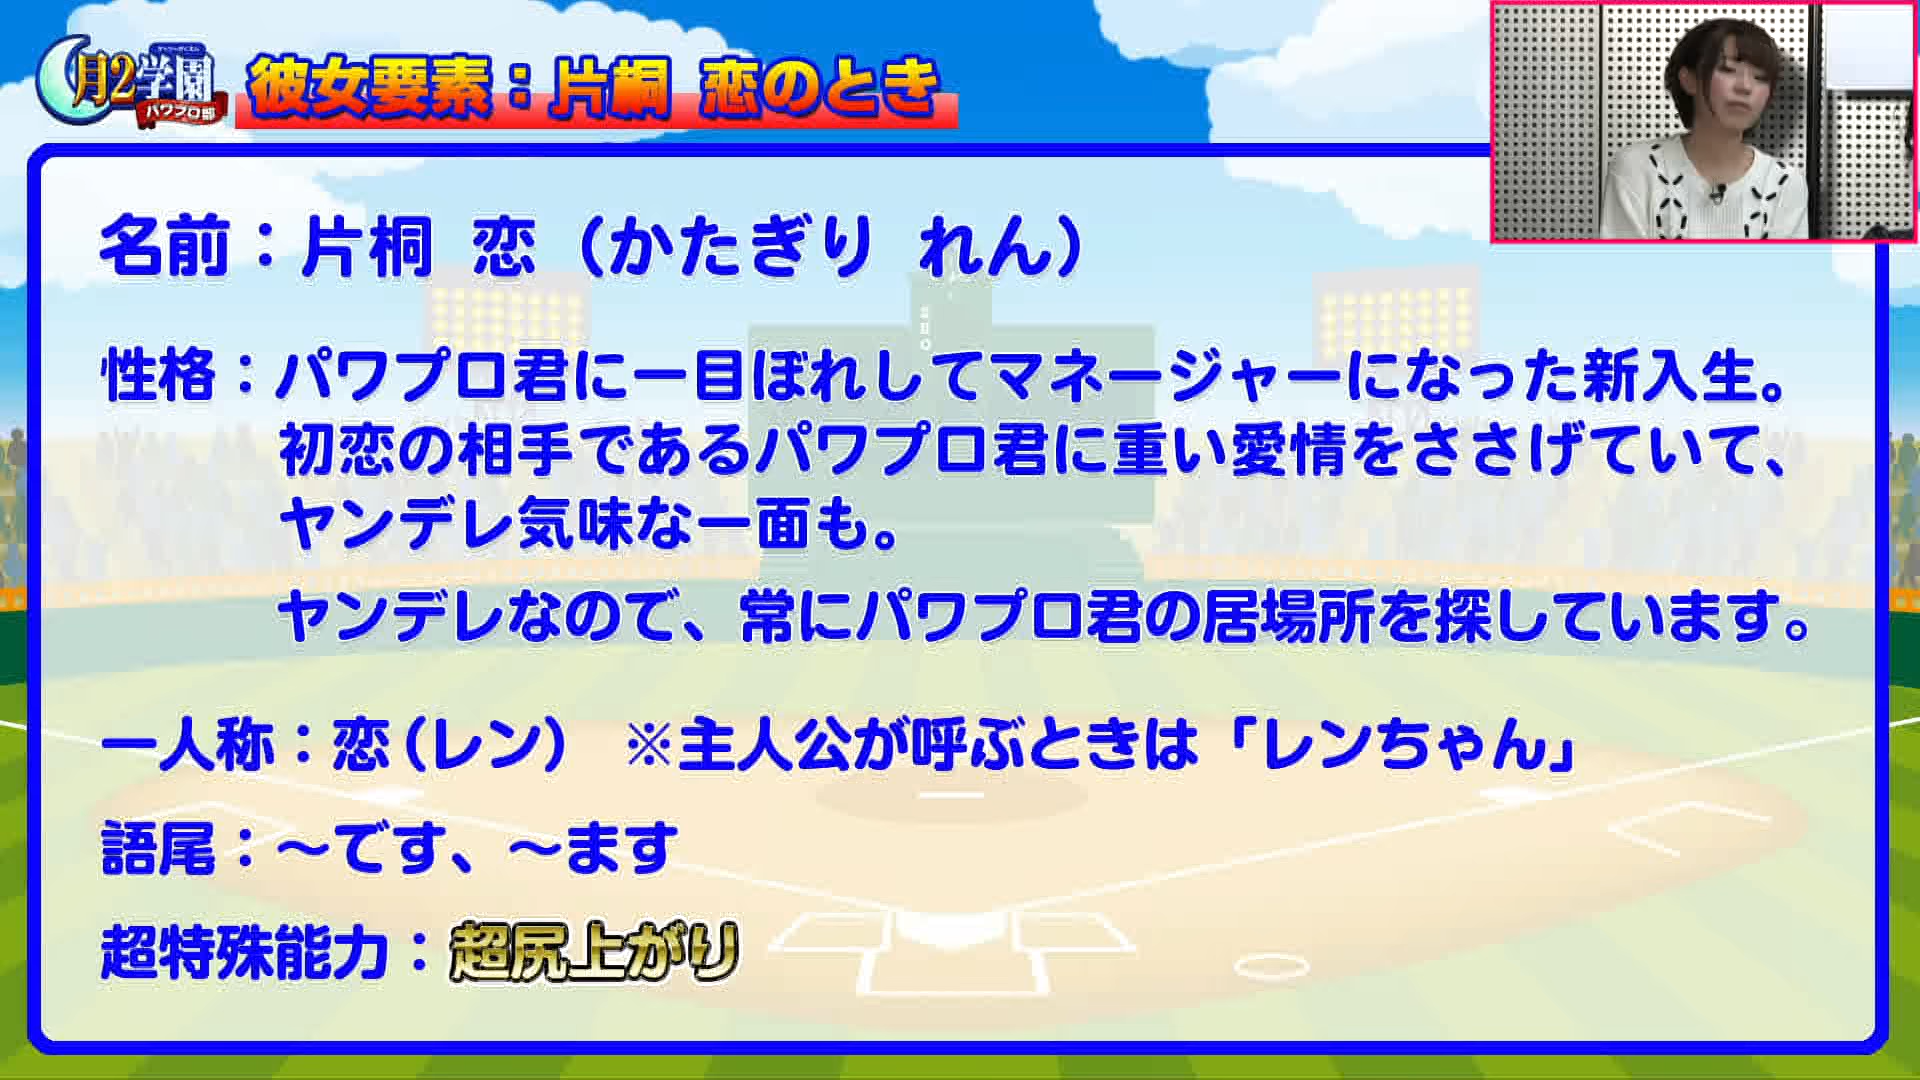 月2学園
パワプロ部
彼女要素：片桐 恋のとき
名前：片桐 恋（かたぎり れん）
性格：パワプロ君に一目ぼれしてマネージャーになった新入生。
初恋の相手であるパワプロ君に重い愛情をささげていて、
ヤンデレ気味な一面も。
ヤンデレなので、常にパワプロ君の居場所を探しています。
一人称：恋（レン） ※主人公が呼ぶときは「レンちゃん」
語尾：～です、～ます
超特殊能力：超尻上がり